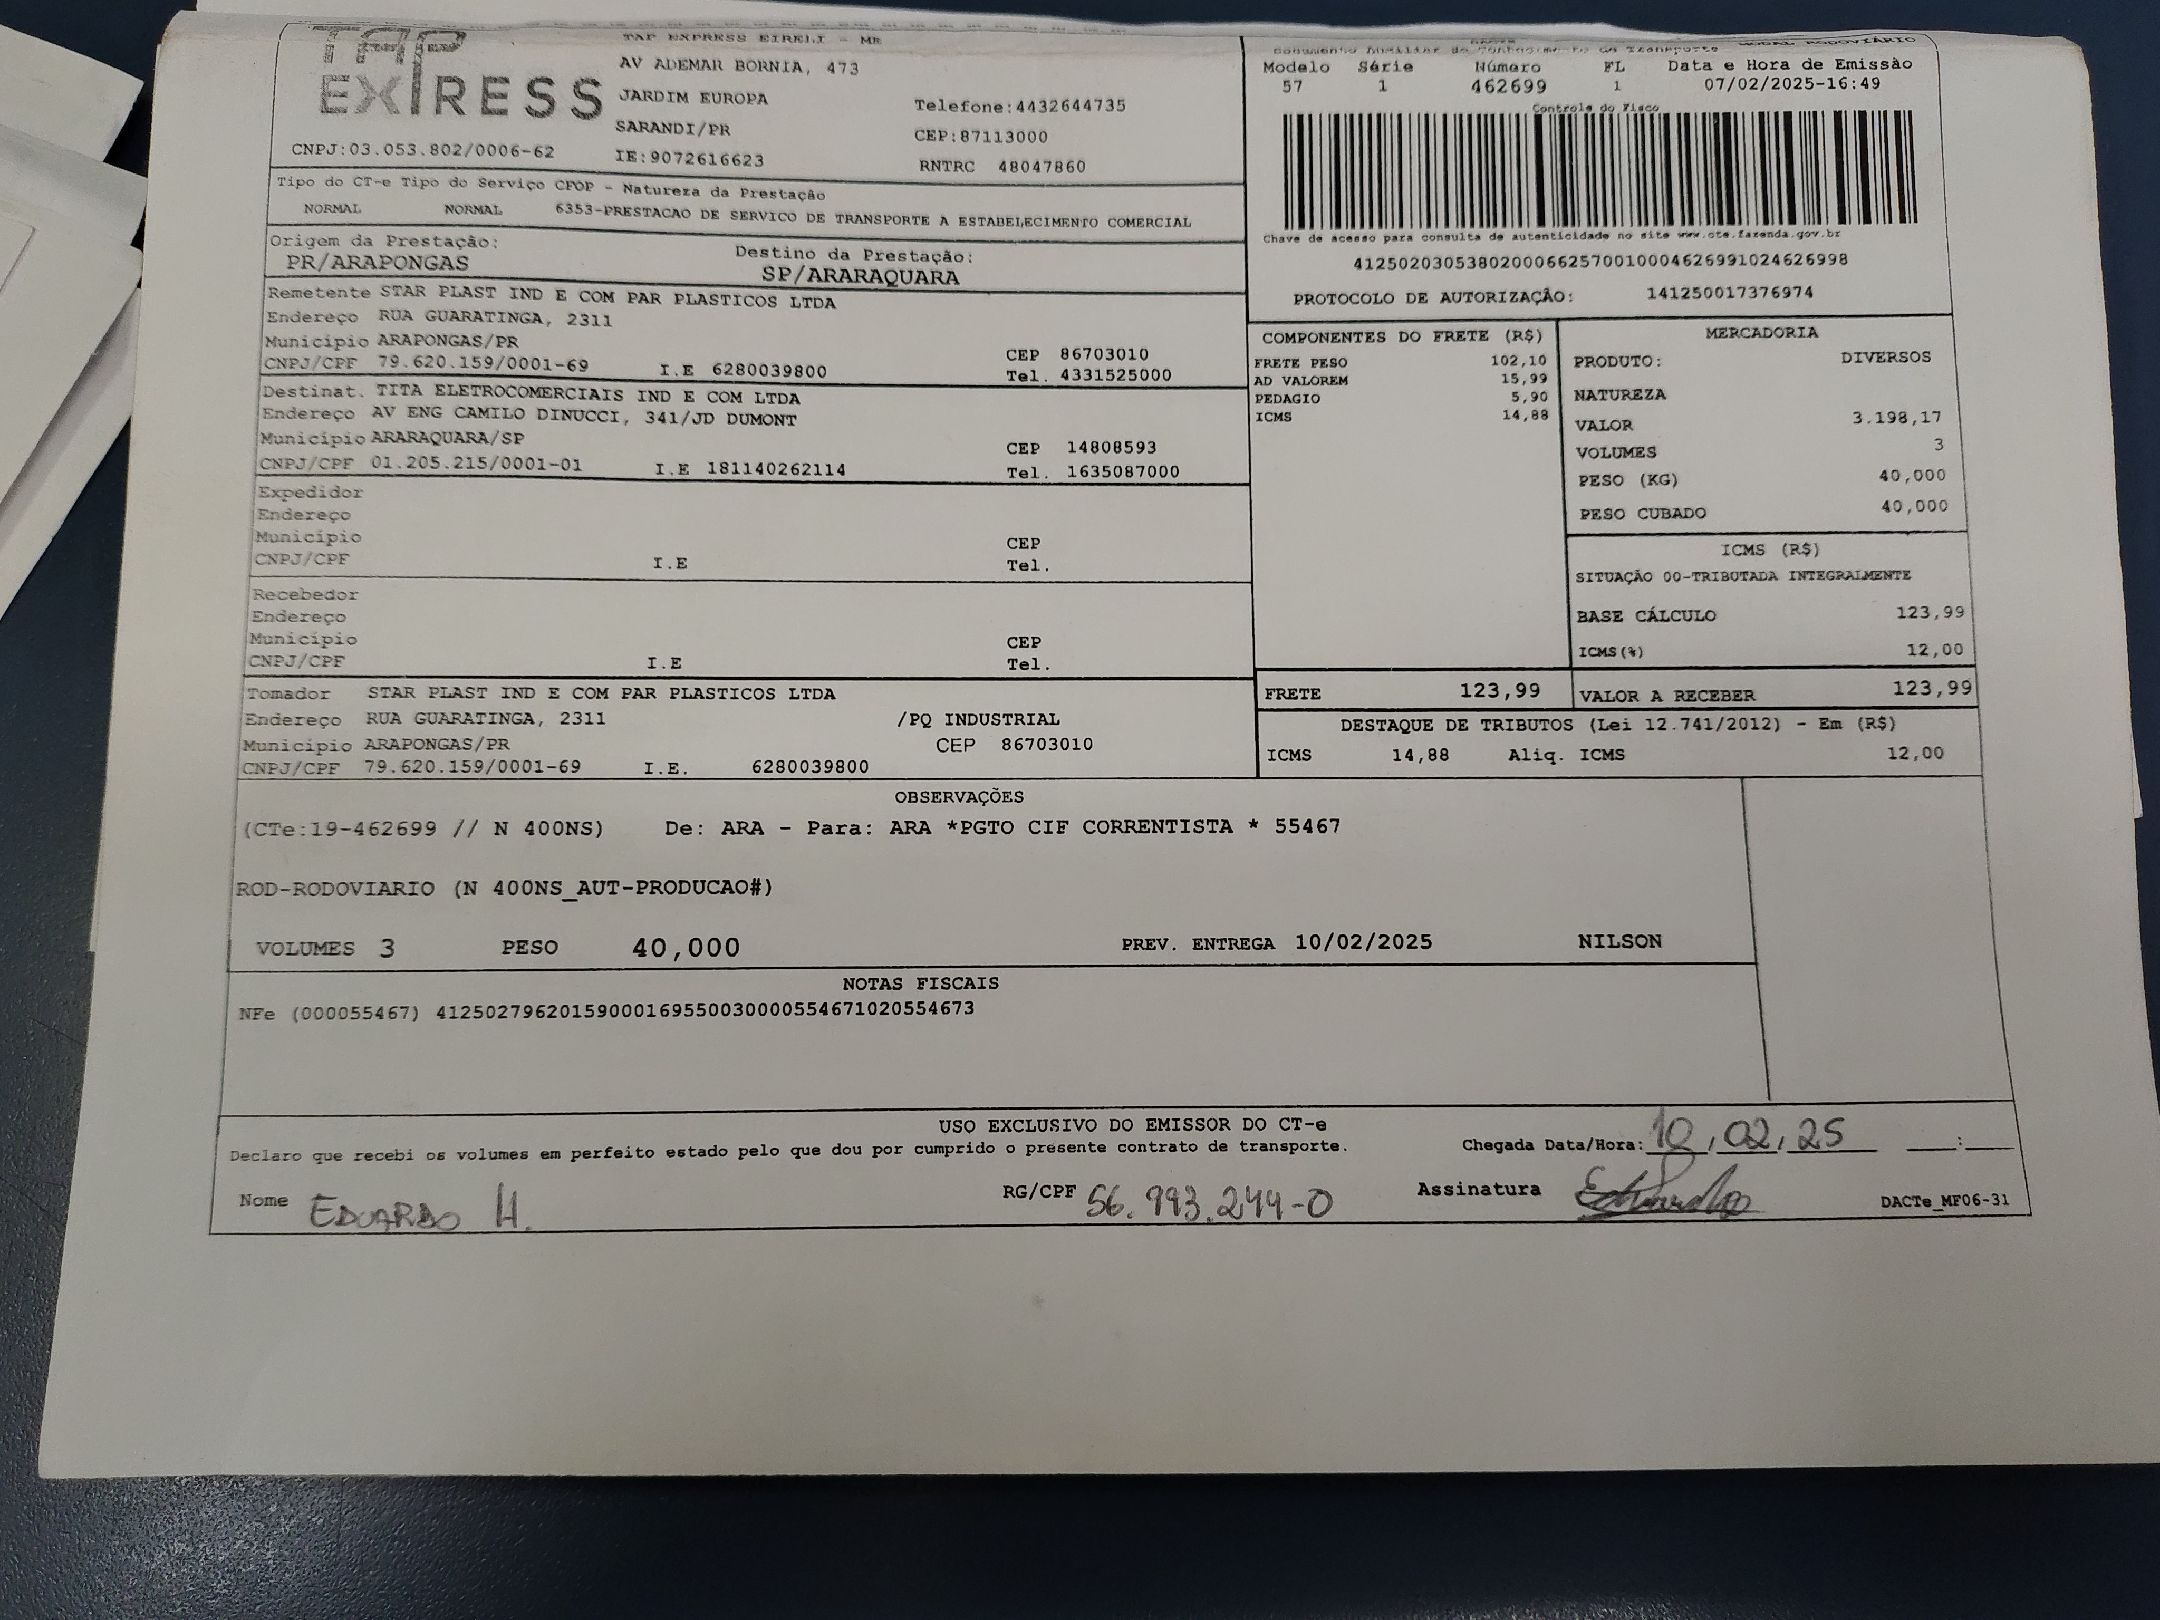 TAP
EXPRESS
TAP EXPRESS EIRELI - ME
AV ADEMAR BORNIA, 473
JARDIM EUROPA
SARANDI/PR
IE:9072616623
Telefone:4432644735
CEP:87113000
RNTRC 48047860
CNPJ:03.053.802/0006-62
Documento Auxiliar do Conhecimento de Transporte MODAL RODOVIÁRIO
Modelo Série Número FL Data e Hora de Emissão
57 1 462699 1 07/02/2025-16:49
Controle do Fisco
Chave de acesso para consulta de autenticidade no site www.cte.fazenda.gov.br
41250203053802000662570010004626991024626998
PROTOCOLO DE AUTORIZAÇÃO: 141250017376974
Tipo do CT-e Tipo do Serviço CFOP - Natureza da Prestação
NORMAL NORMAL 6353-PRESTACAO DE SERVICO DE TRANSPORTE A ESTABELECIMENTO COMERCIAL
Origem da Prestação: Destino da Prestação:
PR/ARAPONGAS SP/ARARAQUARA
Remetente STAR PLAST IND E COM PAR PLASTICOS LTDA
Endereço RUA GUARATINGA, 2311
Município ARAPONGAS/PR CEP 86703010
CNPJ/CPF 79.620.159/0001-69 I.E 6280039800 Tel. 4331525000
Destinat. TITA ELETROCOMERCIAIS IND E COM LTDA
Endereço AV ENG CAMILO DINUCCI, 341/JD DUMONT
Município ARARAQUARA/SP CEP 14808593
CNPJ/CPF 01.205.215/0001-01 I.E 181140262114 Tel. 1635087000
Expedidor
Endereço
Município CEP
CNPJ/CPF I.E Tel.
Recebedor
Endereço
Município CEP
CNPJ/CPF I.E Tel.
Tomador STAR PLAST IND E COM PAR PLASTICOS LTDA
Endereço RUA GUARATINGA, 2311 /PQ INDUSTRIAL
Município ARAPONGAS/PR CEP 86703010
CNPJ/CPF 79.620.159/0001-69 I.E. 6280039800
COMPONENTES DO FRETE (R$)
FRETE PESO 102,10
AD VALOREM 15,99
PEDAGIO 5,90
ICMS 14,88
MERCADORIA
PRODUTO: DIVERSOS
NATUREZA
VALOR 3.198,17
VOLUMES 3
PESO (KG) 40,000
PESO CUBADO 40,000
ICMS (R$)
SITUAÇÃO 00-TRIBUTADA INTEGRALMENTE
BASE CÁLCULO 123,99
ICMS(%) 12,00
FRETE 123,99 VALOR A RECEBER 123,99
DESTAQUE DE TRIBUTOS (Lei 12.741/2012) - Em (R$)
ICMS 14,88 Aliq. ICMS 12,00
OBSERVAÇÕES
(CTe:19-462699 // N 400NS) De: ARA - Para: ARA *PGTO CIF CORRENTISTA * 55467
ROD-RODOVIARIO (N 400NS_AUT-PRODUCAO#)
VOLUMES 3 PESO 40,000 PREV. ENTREGA 10/02/2025 NILSON
NOTAS FISCAIS
NFe (000055467) 41250279620159000169550030000554671020554673
USO EXCLUSIVO DO EMISSOR DO CT-e
Declaro que recebi os volumes em perfeito estado pelo que dou por cumprido o presente contrato de transporte. Chegada Data/Hora: 10/02/25 :
Nome EDUARDO H. RG/CPF 56.993.244-0 Assinatura DACTe_MF06-31